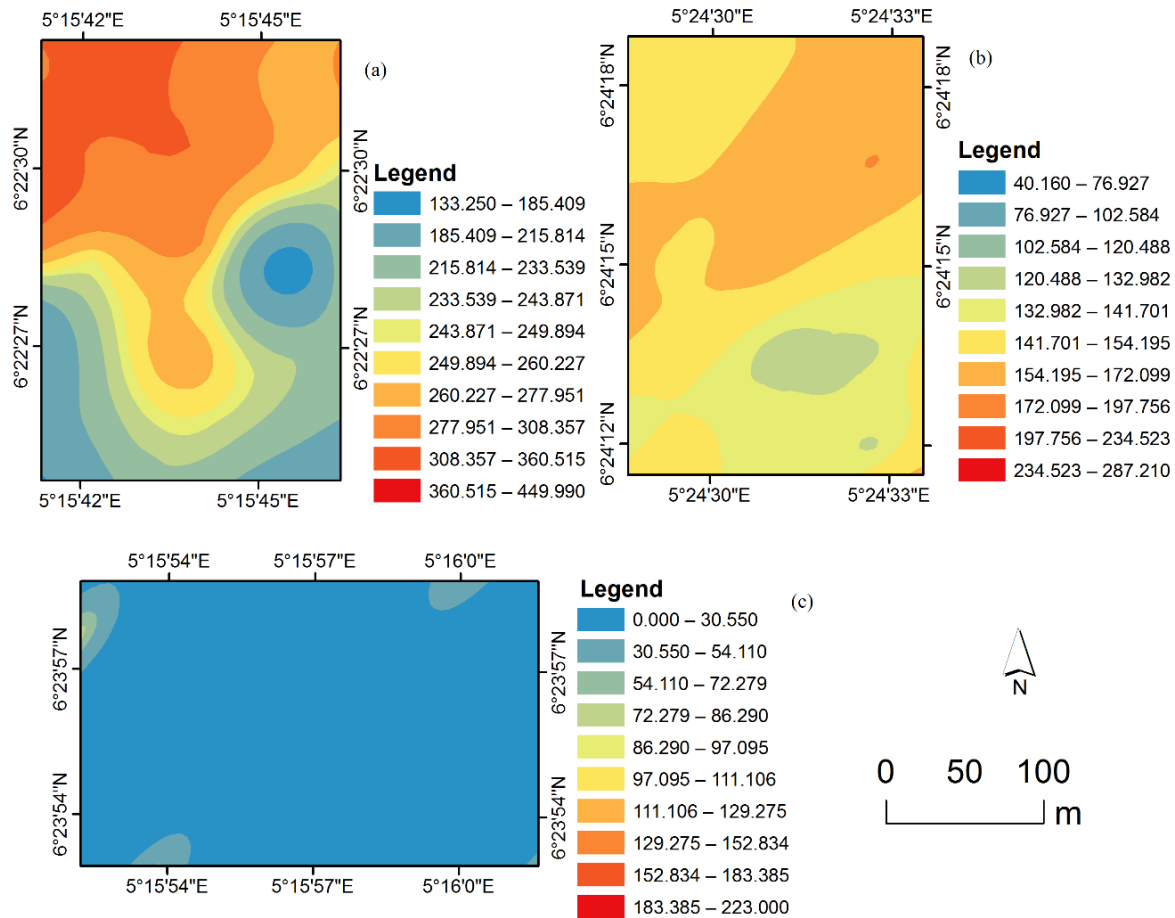 5°15'42"E 5°15'45"E
(a)
6°22'30"N
6°22'27"N
6°22'30"N
6°22'27"N
5°15'42"E 5°15'45"E
Legend
133.250 – 185.409
185.409 – 215.814
215.814 – 233.539
233.539 – 243.871
243.871 – 249.894
249.894 – 260.227
260.227 – 277.951
277.951 – 308.357
308.357 – 360.515
360.515 – 449.990
5°24'30"E 5°24'33"E
(b)
6°24'18"N
6°24'15"N
6°24'12"N
6°24'18"N
6°24'15"N
6°24'12"N
5°24'30"E 5°24'33"E
Legend
40.160 – 76.927
76.927 – 102.584
102.584 – 120.488
120.488 – 132.982
132.982 – 141.701
141.701 – 154.195
154.195 – 172.099
172.099 – 197.756
197.756 – 234.523
234.523 – 287.210
5°15'54"E 5°15'57"E 5°16'0"E
(c)
6°23'57"N
6°23'54"N
6°23'57"N
6°23'54"N
5°15'54"E 5°15'57"E 5°16'0"E
Legend
0.000 – 30.550
30.550 – 54.110
54.110 – 72.279
72.279 – 86.290
86.290 – 97.095
97.095 – 111.106
111.106 – 129.275
129.275 – 152.834
152.834 – 183.385
183.385 – 223.000
N
0 50 100
m